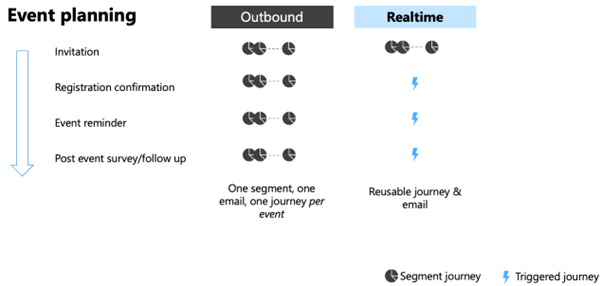 Event planning
Outbound
Realtime
Invitation
Registration confirmation
Event reminder
Post event survey/follow up
One segment, one
email, one journey per
event
Reusable journey &
email
Segment journey
Triggered journey